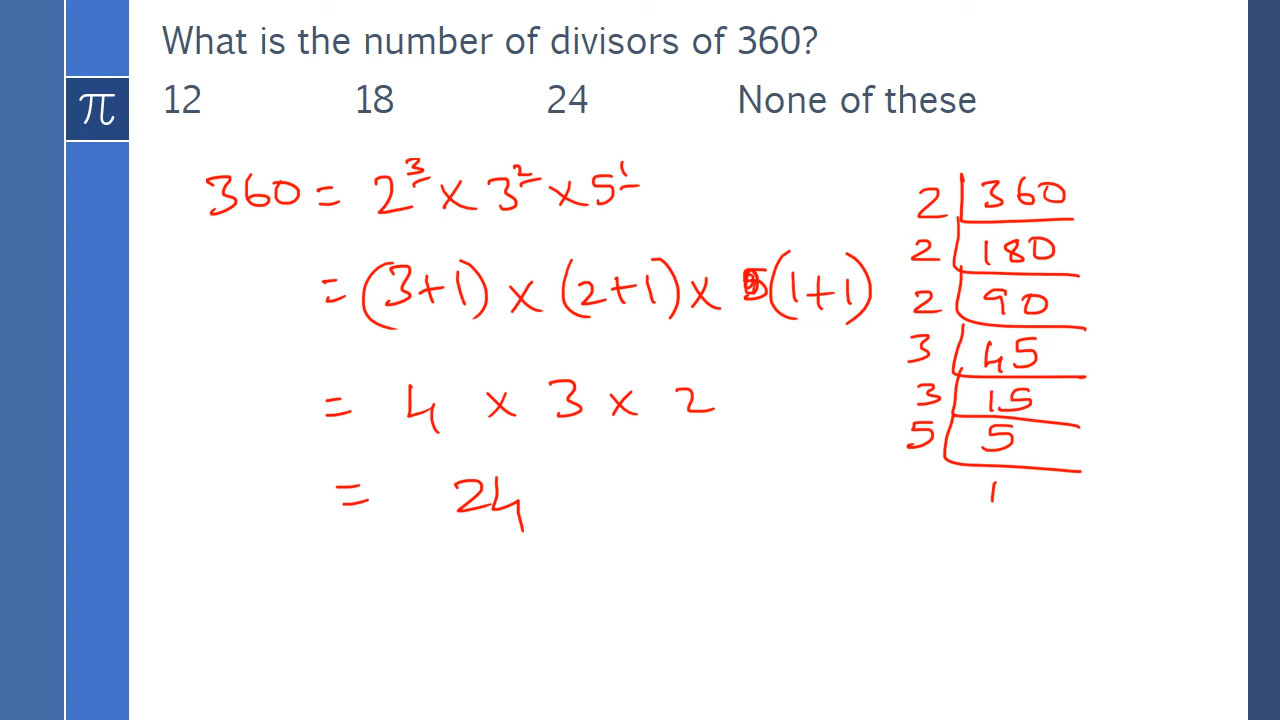 What is the number of divisors of 360?
12 18 24 None of these
π
360 = 2³ × 3² × 5¹
= (3+1) × (2+1) × (1+1)
= 4 × 3 × 2
= 24
2 | 360
2 | 180
2 | 90
3 | 45
3 | 15
5 | 5
1